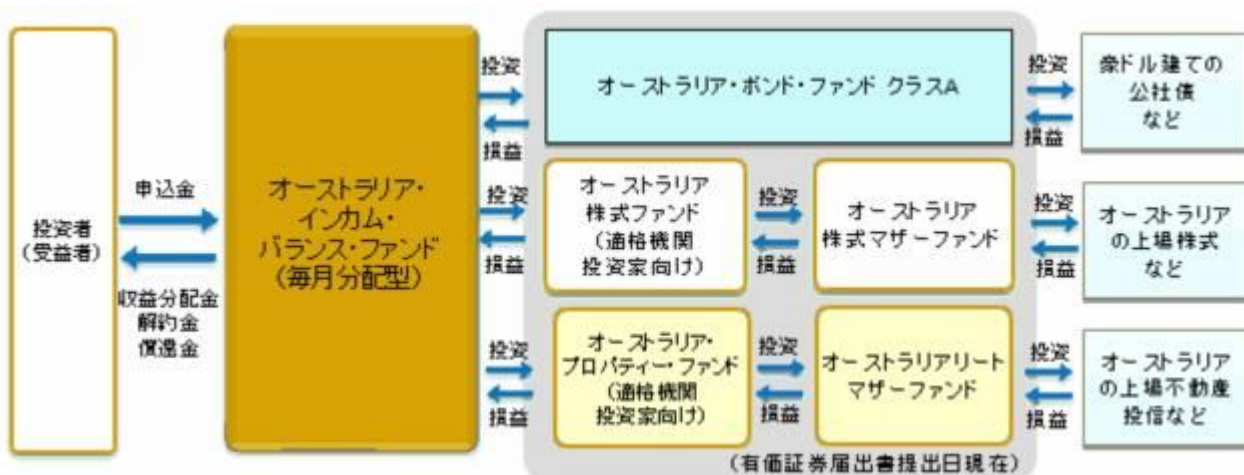 投資者
(受益者)
申込金
収益分配金
解約金
償還金
オーストラリア・
インカム・
バランス・ファンド
(毎月分配型)
投資
損益
オーストラリア・ボンド・ファンド クラスA
投資
損益
豪ドル建ての
公社債
など
投資
損益
オーストラリア
株式ファンド
(適格機関
投資家向け)
投資
損益
オーストラリア
株式マザーファンド
投資
損益
オーストラリア
の上場株式
など
投資
損益
オーストラリア・
プロパティー・ファンド
(適格機関
投資家向け)
投資
損益
オーストラリアリート
マザーファンド
投資
損益
オーストラリア
の上場不動産
投信など
(有価証券届出書提出日現在)